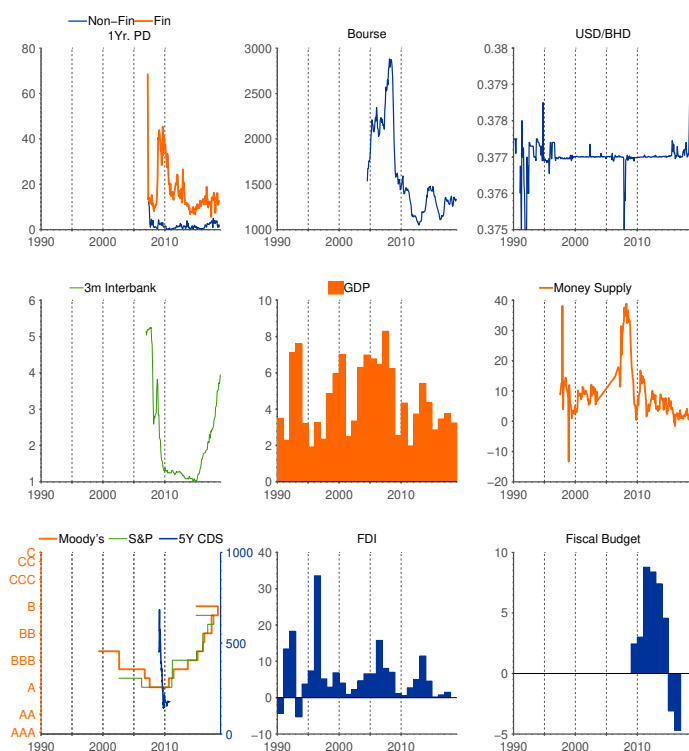 Non-Fin Fin
1Yr. PD
80
60
40
20
0
1990 2000 2010
Bourse
3000
2500
2000
1500
1000
1990 2000 2010
USD/BHD
0.38
0.379
0.378
0.377
0.376
0.375
1990 2000 2010
3m Interbank
6
5
4
3
2
1
1990 2000 2010
GDP
10
8
6
4
2
0
1990 2000 2010
Money Supply
50
40
30
20
10
0
−10
−20
1990 2000 2010
Moody's S&P 5Y CDS
C
CC
CCC
B
BB
BBB
A
AA
AAA
1000
500
0
1990 2000 2010
FDI
40
30
20
10
0
−10
1990 2000 2010
Fiscal Budget
10
5
0
−5
1990 2000 2010